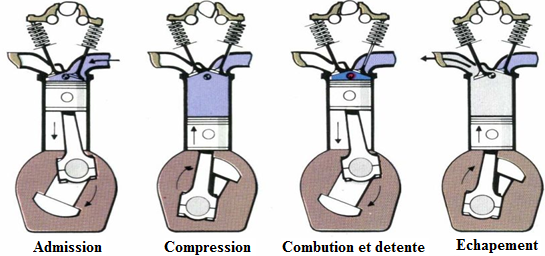 Admission
Compression
Combution et detente
Echapement